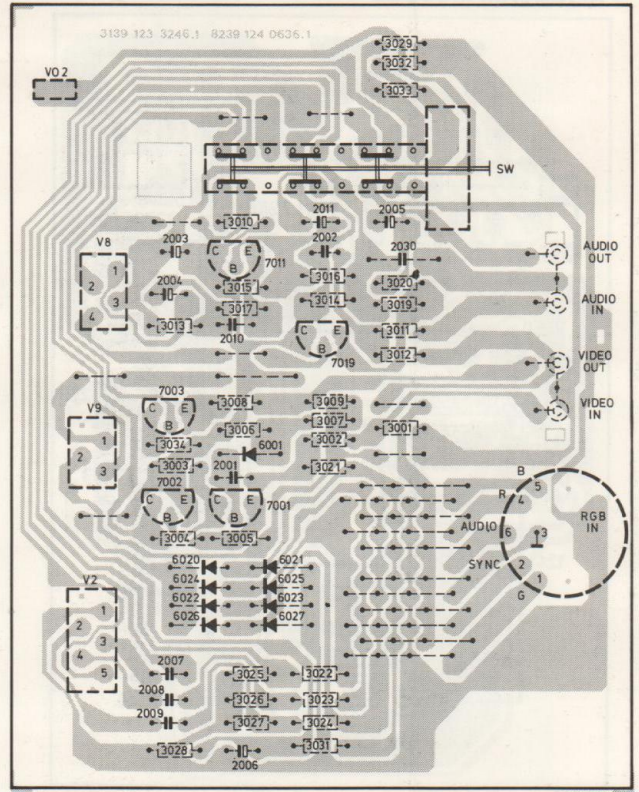 3139 123 3246.1 8239 124 0636.1
3029
VO2
3032
3033
SW
3010
2011
2005
V8
2003
C E
B
7011
2002
2030
AUDIO
OUT
1
2
3
4
2004
3015
3016
3020
3014
3019
AUDIO
IN
3017
3013
2010
C E
B
7019
3011
3012
VIDEO
OUT
7003
C E
B
3008
3009
VIDEO
IN
V9
1
2
3
3006
3007
3001
3034
6001
3002
3003
2001
3021
7002
C E
B
C E
B
7001
3004
3005
B
5
R
4
AUDIO
6
3
RGB
IN
SYNC
2
1
G
6020
6021
6024
6025
6022
6023
6026
6027
V2
1
2
3
4
5
2007
3025
3022
2008
3026
3023
2009
3027
3024
3028
2006
3031